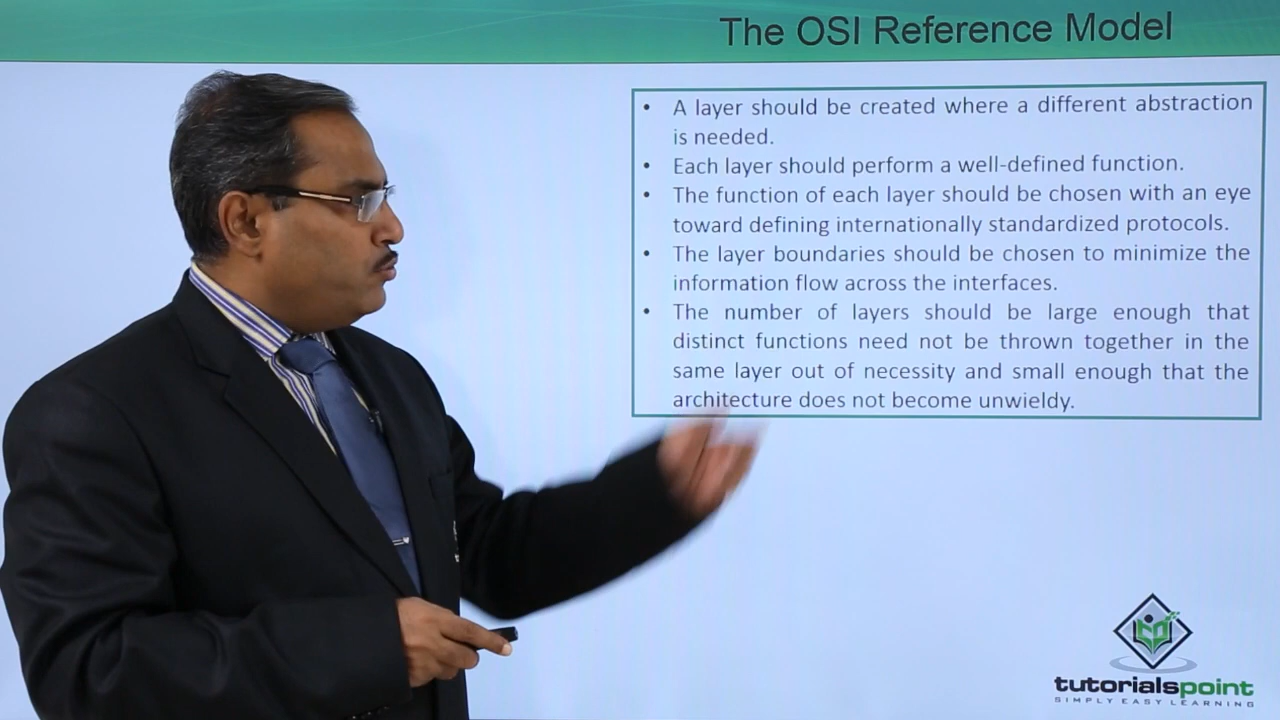 The OSI Reference Model
• A layer should be created where a different abstraction
is needed.
• Each layer should perform a well-defined function.
• The function of each layer should be chosen with an eye
toward defining internationally standardized protocols.
• The layer boundaries should be chosen to minimize the
information flow across the interfaces.
• The number of layers should be large enough that
distinct functions need not be thrown together in the
same layer out of necessity and small enough that the
architecture does not become unwieldy.
tutorialspoint
SIMPLY EASY LEARNING